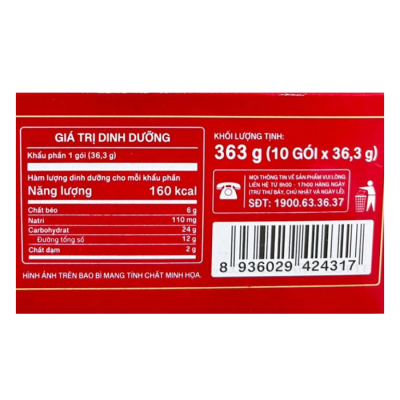 GIÁ TRỊ DINH DƯỠNG
Khẩu phần 1 gói (36,3 g)
Hàm lượng dinh dưỡng cho mỗi khẩu phần
Năng lượng 160 kcal
Chất béo 6 g
Natri 110 mg
Carbohydrat 24 g
Đường tổng số 12 g
Chất đạm 2 g
HÌNH ẢNH TRÊN BAO BÌ MANG TÍNH CHẤT MINH HỌA.
KHỐI LƯỢNG TỊNH:
363 g (10 GÓI x 36,3 g)
MỌI THÔNG TIN VỀ SẢN PHẨM VUI LÒNG
LIÊN HỆ TỪ 8H00 - 17H00 HÀNG NGÀY
(TRỪ THỨ BẢY, CHỦ NHẬT VÀ NGÀY LỄ)
SĐT: 1900.63.36.37
8 936029 424317